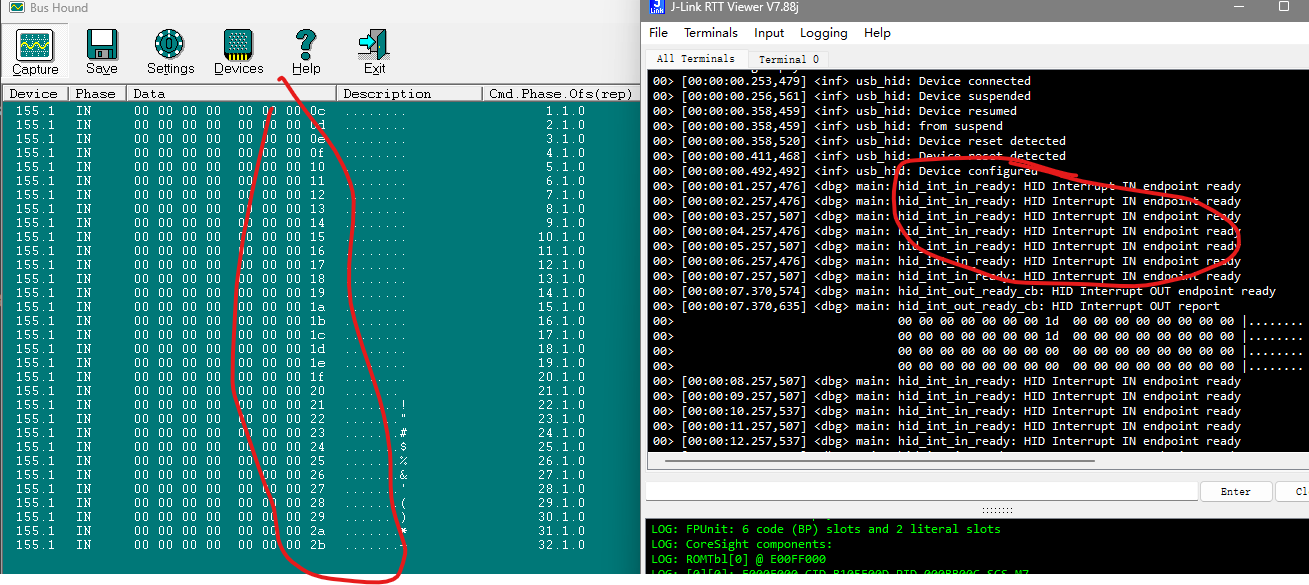 Bus Hound
Capture
Save
Settings
Devices
Help
Exit
Device Phase Data Description Cmd.Phase.Ofs(rep)
155.1 IN 00 00 00 00 00 00 00 0c ........ 1.1.0
155.1 IN 00 00 00 00 00 00 00 0d ........ 2.1.0
155.1 IN 00 00 00 00 00 00 00 0e ........ 3.1.0
155.1 IN 00 00 00 00 00 00 00 0f ........ 4.1.0
155.1 IN 00 00 00 00 00 00 00 10 ........ 5.1.0
155.1 IN 00 00 00 00 00 00 00 11 ........ 6.1.0
155.1 IN 00 00 00 00 00 00 00 12 ........ 7.1.0
155.1 IN 00 00 00 00 00 00 00 13 ........ 8.1.0
155.1 IN 00 00 00 00 00 00 00 14 ........ 9.1.0
155.1 IN 00 00 00 00 00 00 00 15 ........ 10.1.0
155.1 IN 00 00 00 00 00 00 00 16 ........ 11.1.0
155.1 IN 00 00 00 00 00 00 00 17 ........ 12.1.0
155.1 IN 00 00 00 00 00 00 00 18 ........ 13.1.0
155.1 IN 00 00 00 00 00 00 00 19 ........ 14.1.0
155.1 IN 00 00 00 00 00 00 00 1a ........ 15.1.0
155.1 IN 00 00 00 00 00 00 00 1b ........ 16.1.0
155.1 IN 00 00 00 00 00 00 00 1c ........ 17.1.0
155.1 IN 00 00 00 00 00 00 00 1d ........ 18.1.0
155.1 IN 00 00 00 00 00 00 00 1e ........ 19.1.0
155.1 IN 00 00 00 00 00 00 00 1f ........ 20.1.0
155.1 IN 00 00 00 00 00 00 00 20 ....... 21.1.0
155.1 IN 00 00 00 00 00 00 00 21 .......! 22.1.0
155.1 IN 00 00 00 00 00 00 00 22 ......." 23.1.0
155.1 IN 00 00 00 00 00 00 00 23 .......# 24.1.0
155.1 IN 00 00 00 00 00 00 00 24 .......$ 25.1.0
155.1 IN 00 00 00 00 00 00 00 25 .......% 26.1.0
155.1 IN 00 00 00 00 00 00 00 26 .......& 27.1.0
155.1 IN 00 00 00 00 00 00 00 27 .......' 28.1.0
155.1 IN 00 00 00 00 00 00 00 28 .......( 29.1.0
155.1 IN 00 00 00 00 00 00 00 29 .......) 30.1.0
155.1 IN 00 00 00 00 00 00 00 2a .......* 31.1.0
155.1 IN 00 00 00 00 00 00 00 2b ....... 32.1.0
J-Link RTT Viewer V7.88j
File Terminals Input Logging Help
All Terminals Terminal 0
00> [00:00:00.253,479] <inf> usb_hid: Device connected
00> [00:00:00.256,561] <inf> usb_hid: Device suspended
00> [00:00:00.358,459] <inf> usb_hid: Device resumed
00> [00:00:00.358,459] <inf> usb_hid: from suspend
00> [00:00:00.358,520] <inf> usb_hid: Device reset detected
00> [00:00:00.411,468] <inf> usb_hid: Device reset detected
00> [00:00:00.492,492] <inf> usb_hid: Device configured
00> [00:00:01.257,476] <dbg> main: hid_int_in_ready: HID Interrupt IN endpoint ready
00> [00:00:02.257,476] <dbg> main: hid_int_in_ready: HID Interrupt IN endpoint ready
00> [00:00:03.257,507] <dbg> main: hid_int_in_ready: HID Interrupt IN endpoint ready
00> [00:00:04.257,476] <dbg> main: hid_int_in_ready: HID Interrupt IN endpoint ready
00> [00:00:05.257,507] <dbg> main: hid_int_in_ready: HID Interrupt IN endpoint ready
00> [00:00:06.257,476] <dbg> main: hid_int_in_ready: HID Interrupt IN endpoint ready
00> [00:00:07.257,507] <dbg> main: hid_int_in_ready: HID Interrupt IN endpoint ready
00> [00:00:07.370,574] <dbg> main: hid_int_out_ready_cb: HID Interrupt OUT endpoint ready
00> [00:00:07.370,635] <dbg> main: hid_int_out_ready_cb: HID Interrupt OUT report
00> 00 00 00 00 00 00 00 1d 00 00 00 00 00 00 00 00 |........
00> 00 00 00 00 00 00 00 1d 00 00 00 00 00 00 00 00 |........
00> 00 00 00 00 00 00 00 00 00 00 00 00 00 00 00 00 |........
00> 00 00 00 00 00 00 00 00 00 00 00 00 00 00 00 00 |........
00> [00:00:08.257,507] <dbg> main: hid_int_in_ready: HID Interrupt IN endpoint ready
00> [00:00:09.257,507] <dbg> main: hid_int_in_ready: HID Interrupt IN endpoint ready
00> [00:00:10.257,537] <dbg> main: hid_int_in_ready: HID Interrupt IN endpoint ready
00> [00:00:11.257,507] <dbg> main: hid_int_in_ready: HID Interrupt IN endpoint ready
00> [00:00:12.257,537] <dbg> main: hid_int_in_ready: HID Interrupt IN endpoint ready
Enter
LOG: FPUnit: 6 code (BP) slots and 2 literal slots
LOG: CoreSight components:
LOG: ROMTbl[0] @ E00FF000